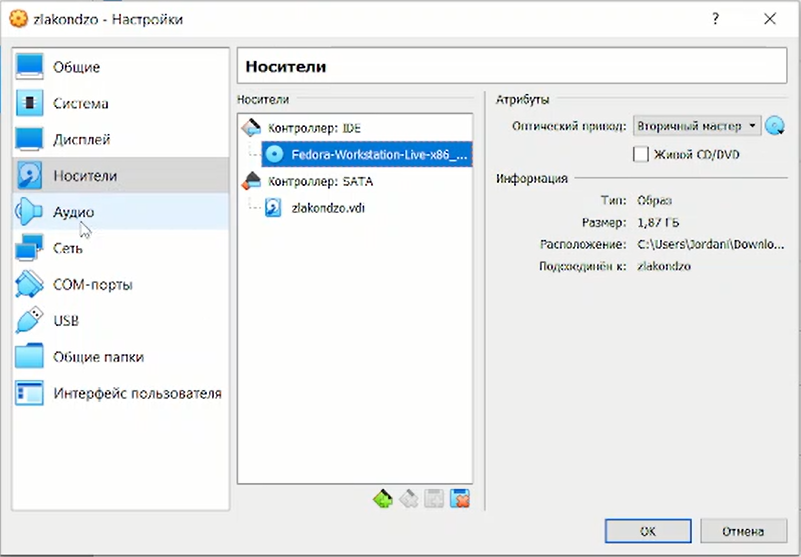 zlakondzo - Настройки
?
Общие
Система
Дисплей
Носители
Аудио
Сеть
COM-порты
USB
Общие папки
Интерфейс пользователя
Носители
Носители
Контроллер: IDE
Fedora-Workstation-Live-x86_...
Контроллер: SATA
zlakondzo.vdi
Атрибуты
Оптический привод: Вторичный мастер
Живой CD/DVD
Информация
Тип: Образ
Размер: 1,87 ГБ
Расположение: C:\Users\Jordani\Downlo...
Подсоединён к: zlakondzo
OK
Отмена